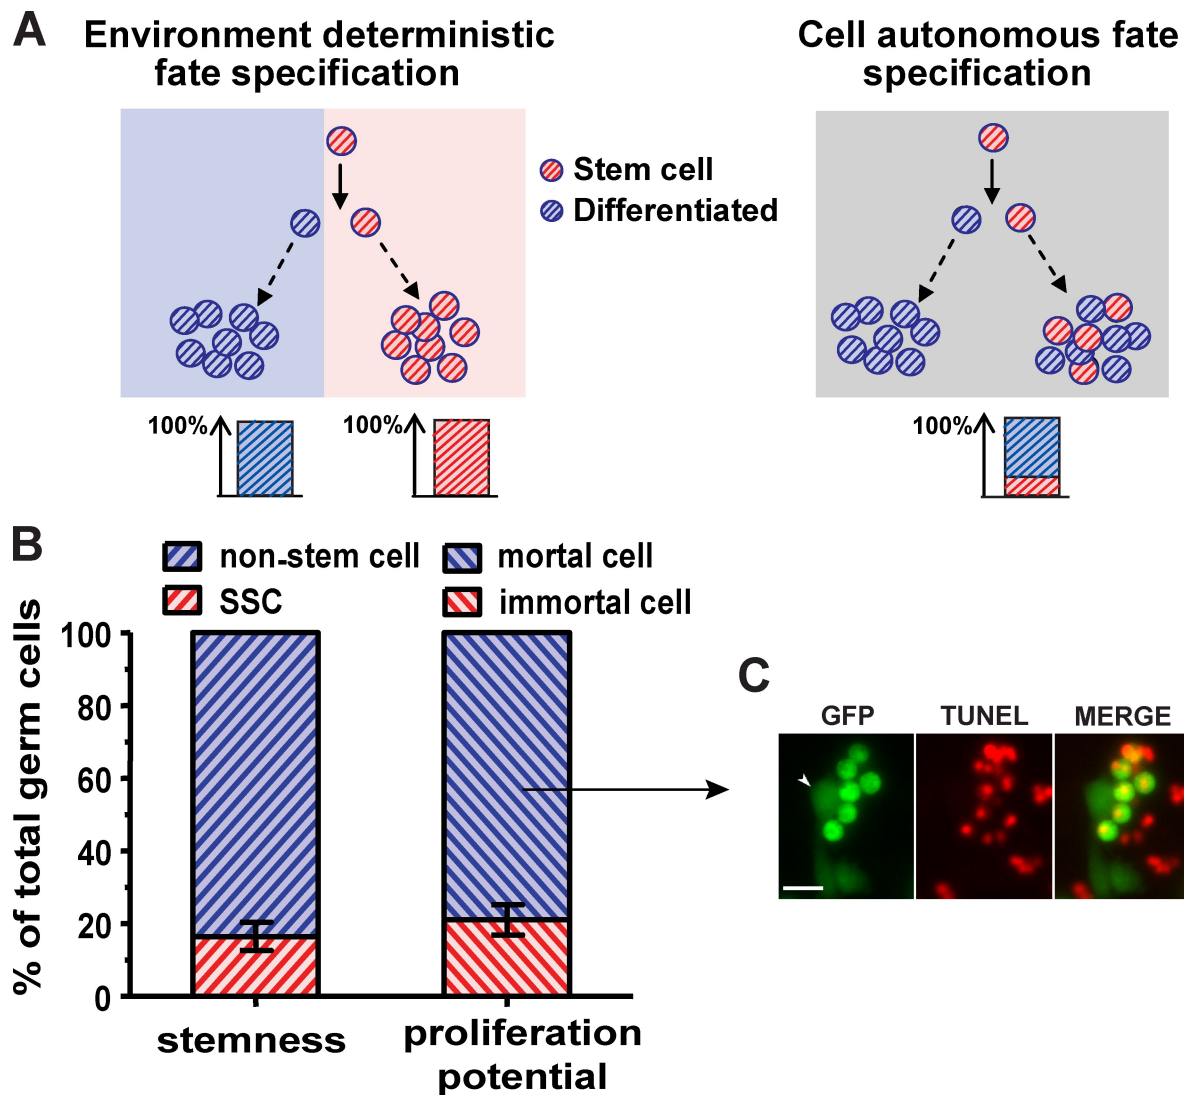 A
Environment deterministic
fate specification
Cell autonomous fate
specification
Stem cell
Differentiated
100%
100%
100%
B
non-stem cell
mortal cell
SSC
immortal cell
% of total germ cells
100
80
60
40
20
0
stemness
proliferation
potential
C
GFP
TUNEL
MERGE